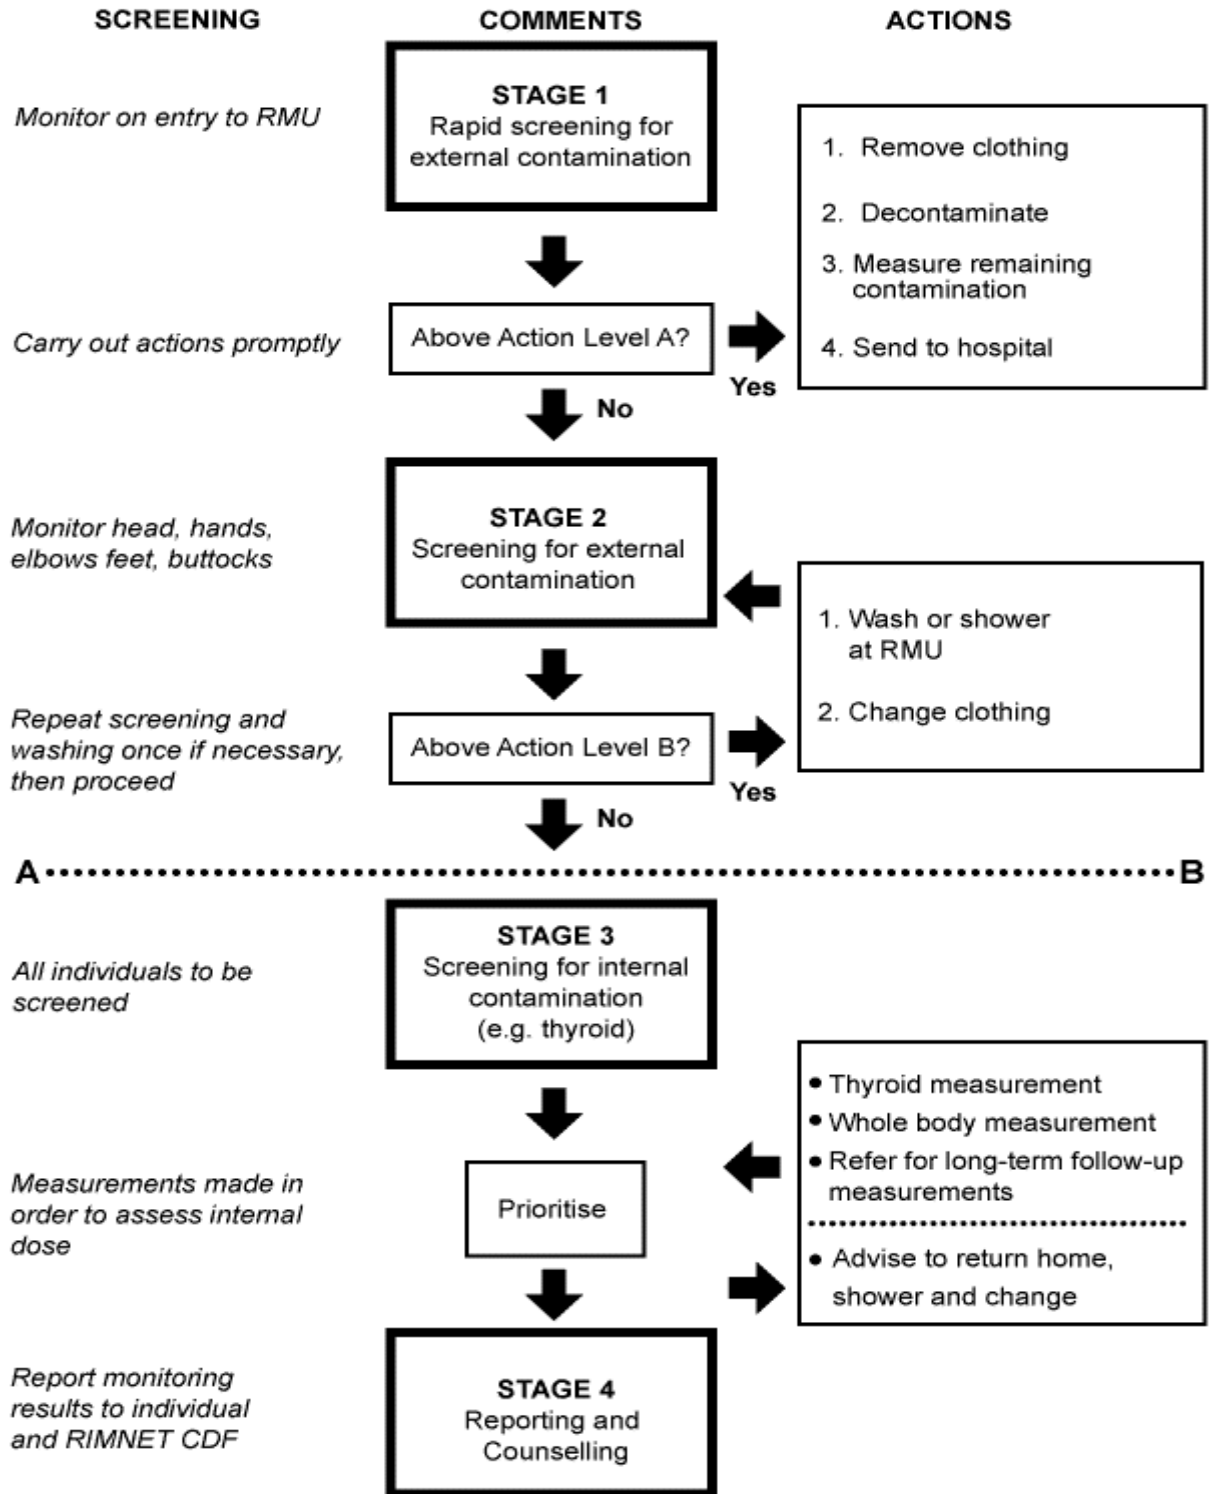 SCREENING
COMMENTS
ACTIONS
Monitor on entry to RMU
STAGE 1
Rapid screening for
external contamination
1. Remove clothing
2. Decontaminate
3. Measure remaining
contamination
4. Send to hospital
Carry out actions promptly
Above Action Level A?
Yes
No
Monitor head, hands,
elbows feet, buttocks
STAGE 2
Screening for external
contamination
1. Wash or shower
at RMU
2. Change clothing
Repeat screening and
washing once if necessary,
then proceed
Above Action Level B?
Yes
No
A
B
All individuals to be
screened
STAGE 3
Screening for internal
contamination
(e.g. thyroid)
• Thyroid measurement
• Whole body measurement
• Refer for long-term follow-up
measurements
• Advise to return home,
shower and change
Measurements made in
order to assess internal
dose
Prioritise
Report monitoring
results to individual
and RIMNET CDF
STAGE 4
Reporting and
Counselling